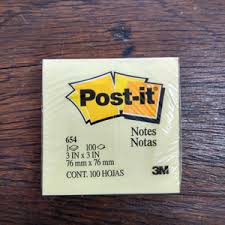 Post-it
Notes
Notas
654
1 100
3 IN x 3 IN
76 mm x 76 mm
CONT. 100 HOJAS
3M